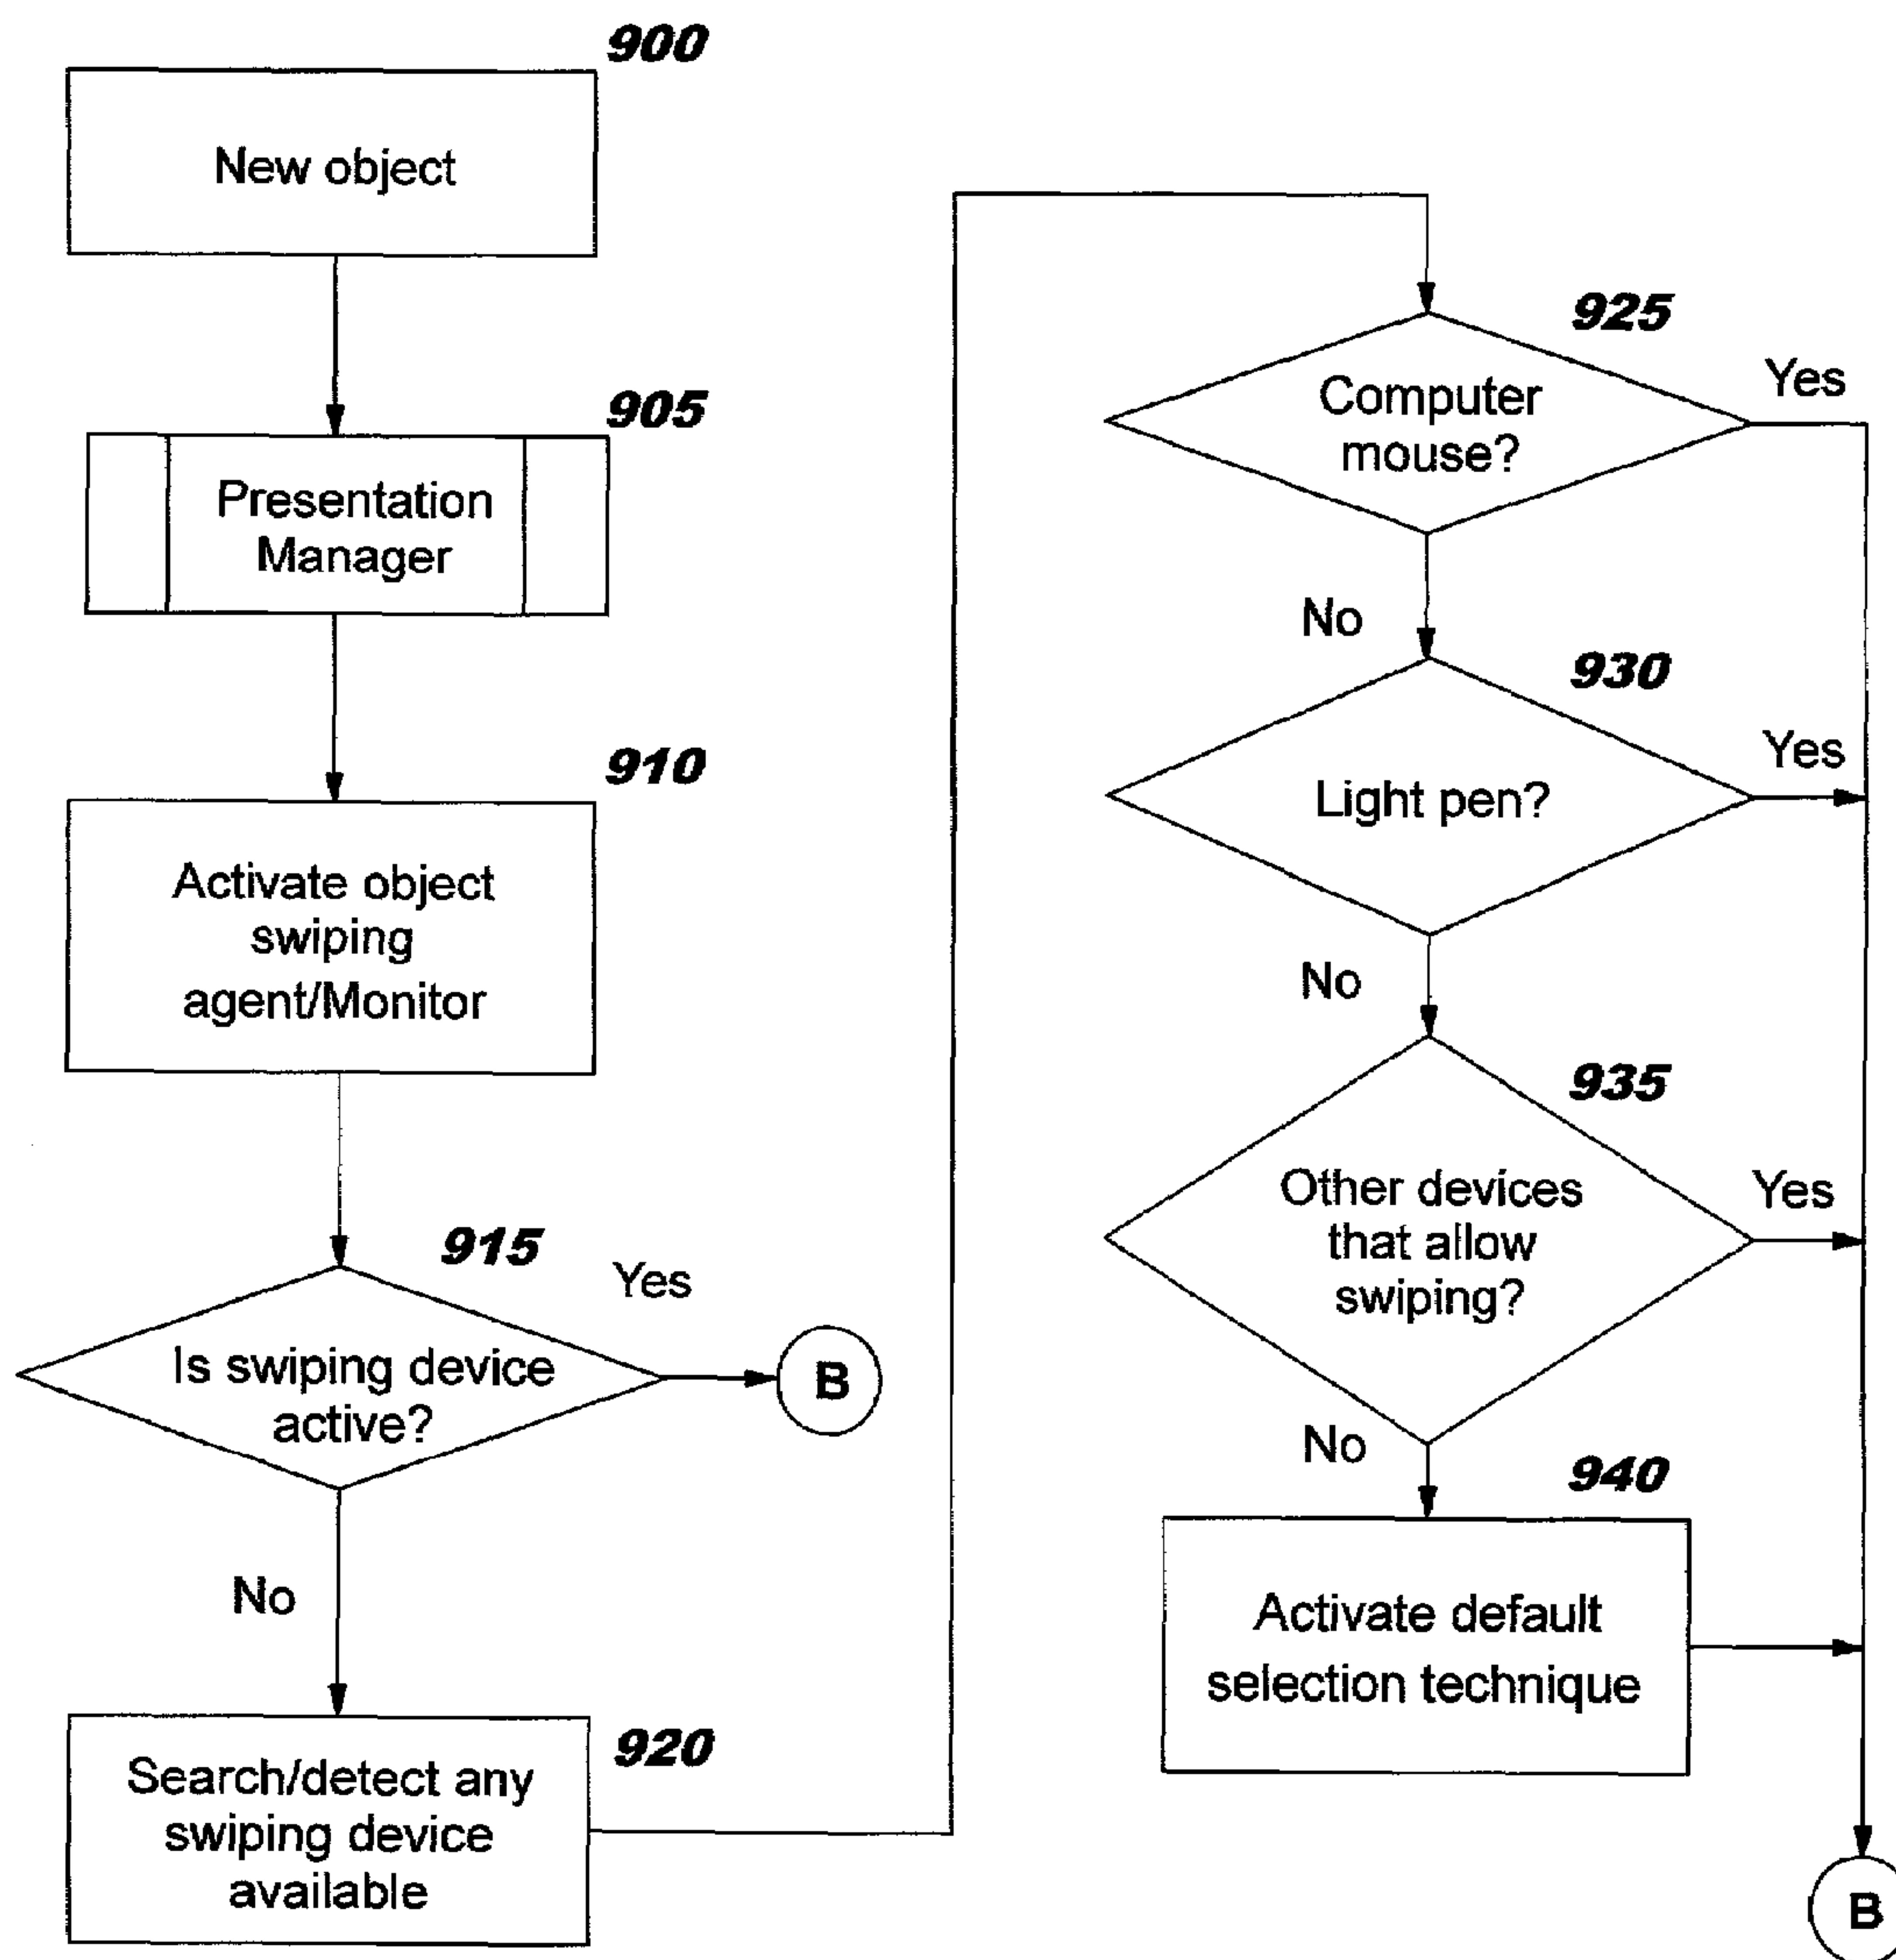 900
New object
905
Presentation
Manager
910
Activate object
swiping
agent/Monitor
915
Yes
Is swiping device
active?
B
No
920
Search/detect any
swiping device
available
925
Computer
mouse?
Yes
No
930
Light pen?
Yes
No
935
Other devices
that allow
swiping?
Yes
No
940
Activate default
selection technique
B